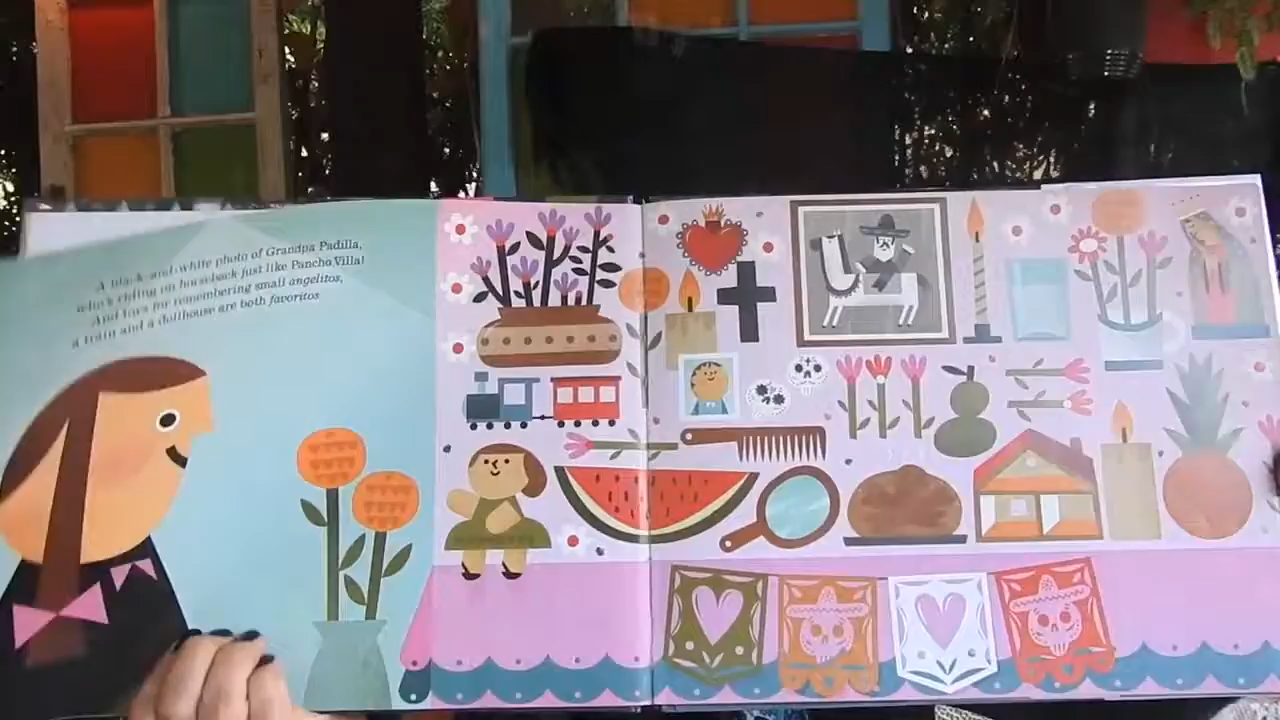 A black-and-white photo of Grandpa Padilla,
who's riding on horseback just like Pancho Villa!
And toys for remembering small angelitos,
a train and a dollhouse are both favoritos